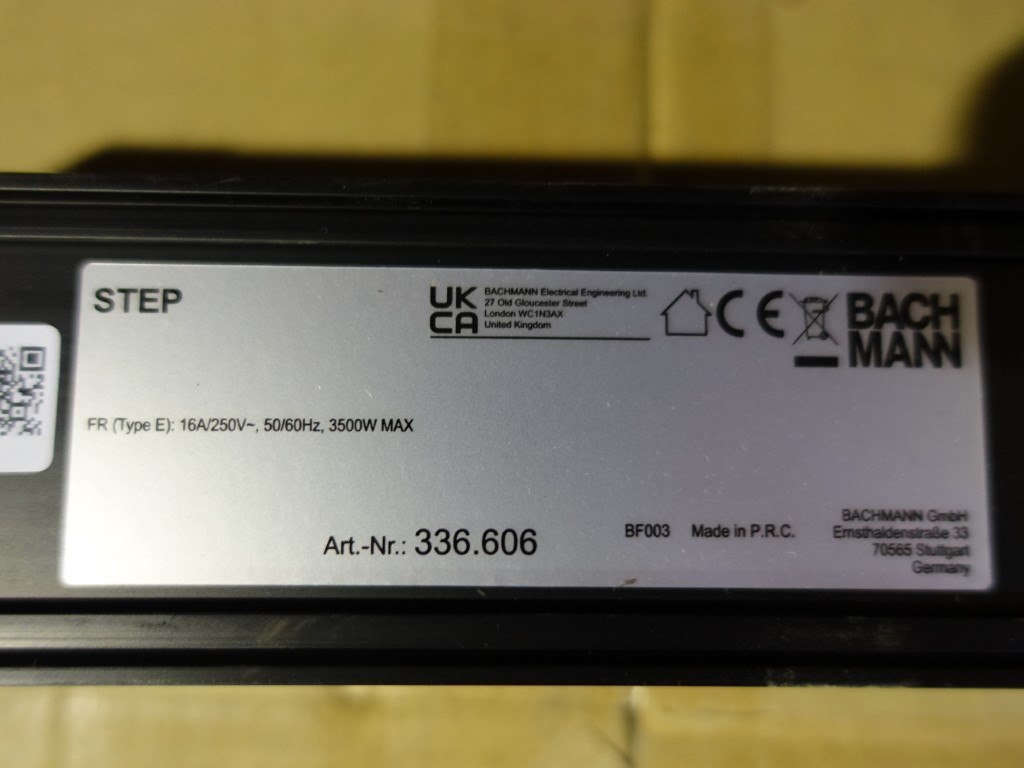 STEP
UK
CA
BACHMANN Electrical Engineering Ltd.
27 Old Gloucester Street
London WC1N3AX
United Kingdom
CE
BACH
MANN
FR (Type E): 16A/250V~, 50/60Hz, 3500W MAX
Art.-Nr.: 336.606
BF003 Made in P.R.C.
BACHMANN GmbH
Ernsthaldenstraße 33
70565 Stuttgart
Germany